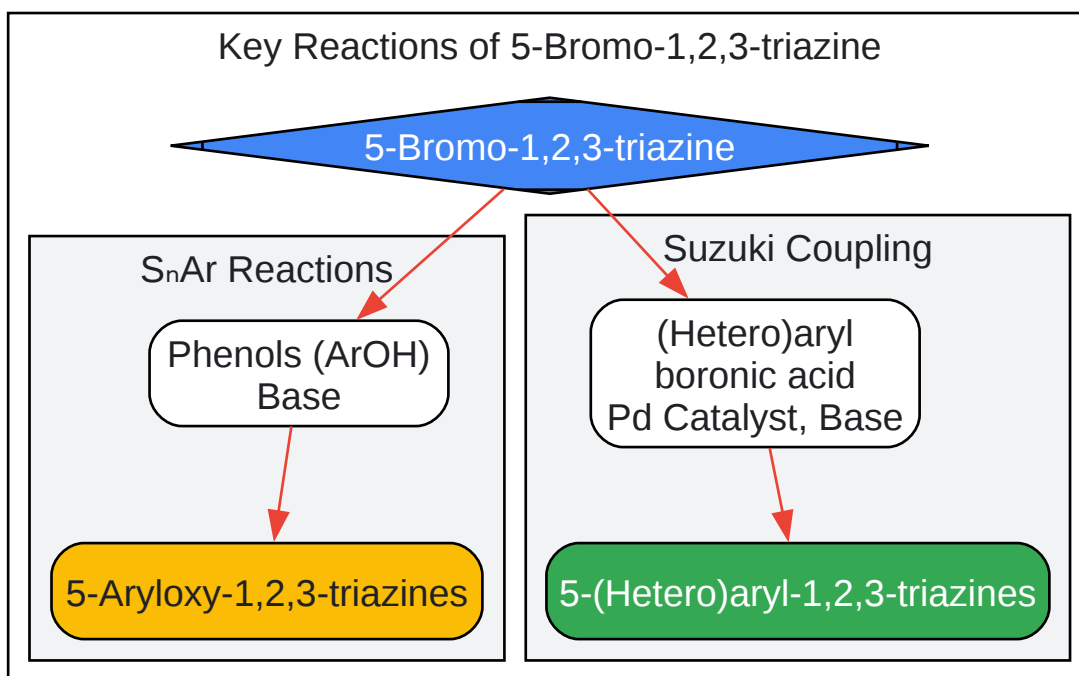 Key Reactions of 5-Bromo-1,2,3-triazine
5-Bromo-1,2,3-triazine
SₙAr Reactions
Phenols (ArOH)
Base
5-Aryloxy-1,2,3-triazines
Suzuki Coupling
(Hetero)aryl
boronic acid
Pd Catalyst, Base
5-(Hetero)aryl-1,2,3-triazines